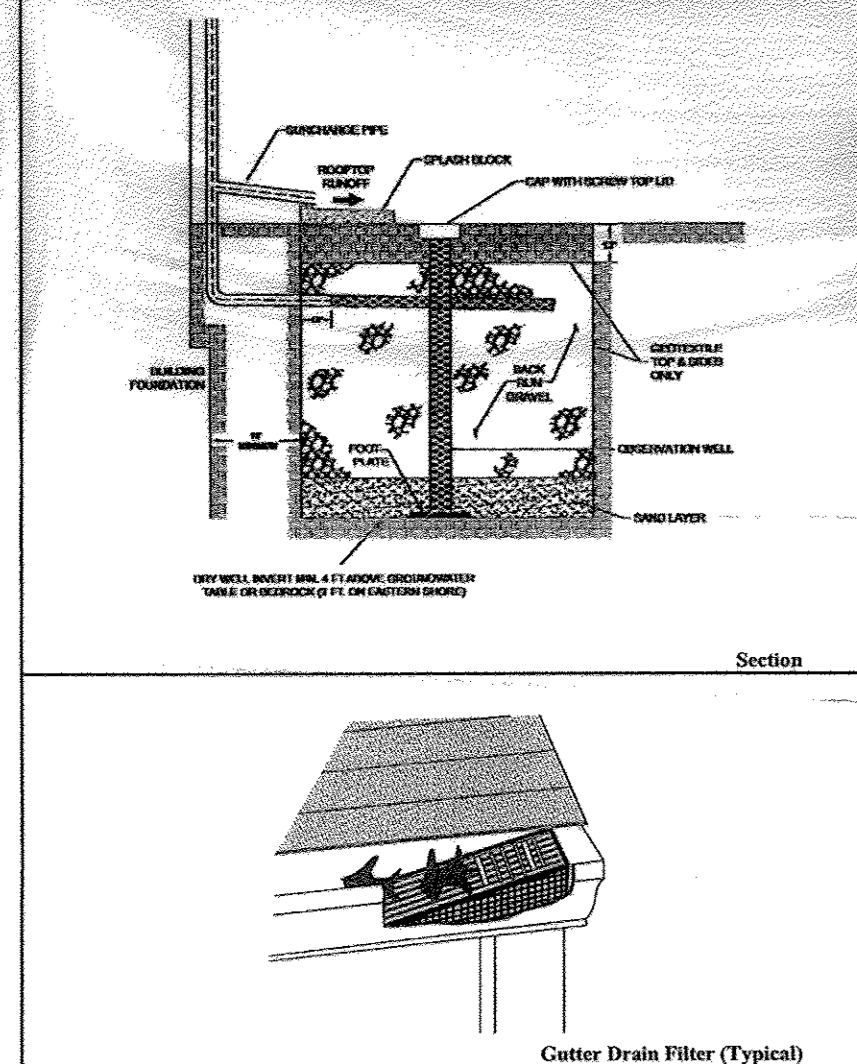 SURCHARGE PIPE
ROOFTOP
RUNOFF
SPLASH BLOCK
CAP WITH SCREW TOP LID
12"
BUILDING
FOUNDATION
GEOTEXTILE
TOP & SIDES
ONLY
BANK
RUN
GRAVEL
FOOT
PLATE
OBSERVATION WELL
SAND LAYER
DRY WELL INVERT MIN. 4 FT ABOVE GROUNDWATER
TABLE OR BEDROCK (2 FT. ON EASTERN SHORE)
Section
Gutter Drain Filter (Typical)